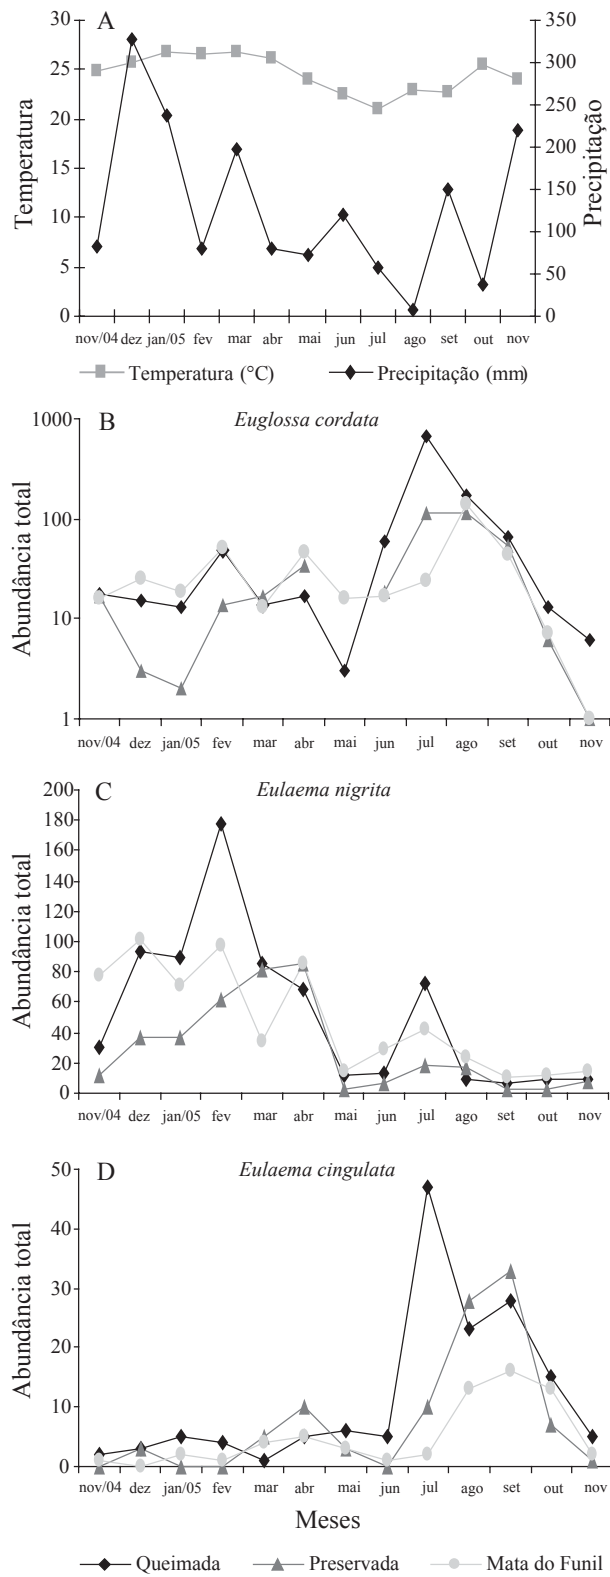 A
Temperatura
Precipitação
30
25
20
15
10
5
0
350
300
250
200
150
100
50
0
nov/04 dez jan/05 fev mar abr mai jun jul ago set out nov
Temperatura (°C) Precipitação (mm)
B Euglossa cordata
Abundância total
1000
100
10
1
nov/04 dez jan/05 fev mar abr mai jun jul ago set out nov
C Eulaema nigrita
Abundância total
200
180
160
140
120
100
80
60
40
20
0
nov/04 dez jan/05 fev mar abr mai jun jul ago set out nov
D Eulaema cingulata
Abundância total
50
40
30
20
10
0
nov/04 dez jan/05 fev mar abr mai jun jul ago set out nov
Meses
Queimada Preservada Mata do Funil